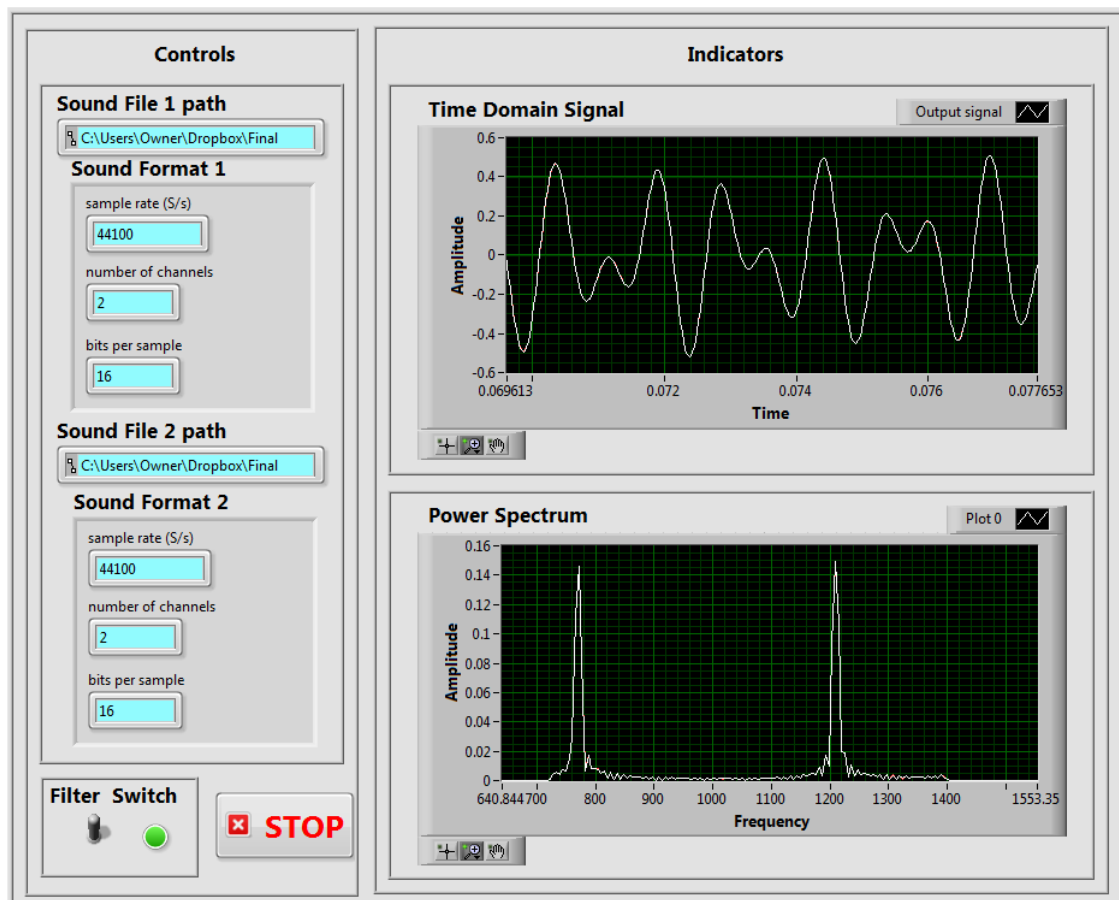 Controls
Sound File 1 path
C:\Users\Owner\Dropbox\Final
Sound Format 1
sample rate (S/s)
44100
number of channels
2
bits per sample
16
Sound File 2 path
C:\Users\Owner\Dropbox\Final
Sound Format 2
sample rate (S/s)
44100
number of channels
2
bits per sample
16
Filter Switch
STOP
Indicators
Time Domain Signal
Output signal
Amplitude
0.6
0.4
0.2
0
-0.2
-0.4
-0.6
0.069613 0.072 0.074 0.076 0.077653
Time
Power Spectrum
Plot 0
Amplitude
0.16
0.14
0.12
0.1
0.08
0.06
0.04
0.02
0
640.844 700 800 900 1000 1100 1200 1300 1400 1553.35
Frequency